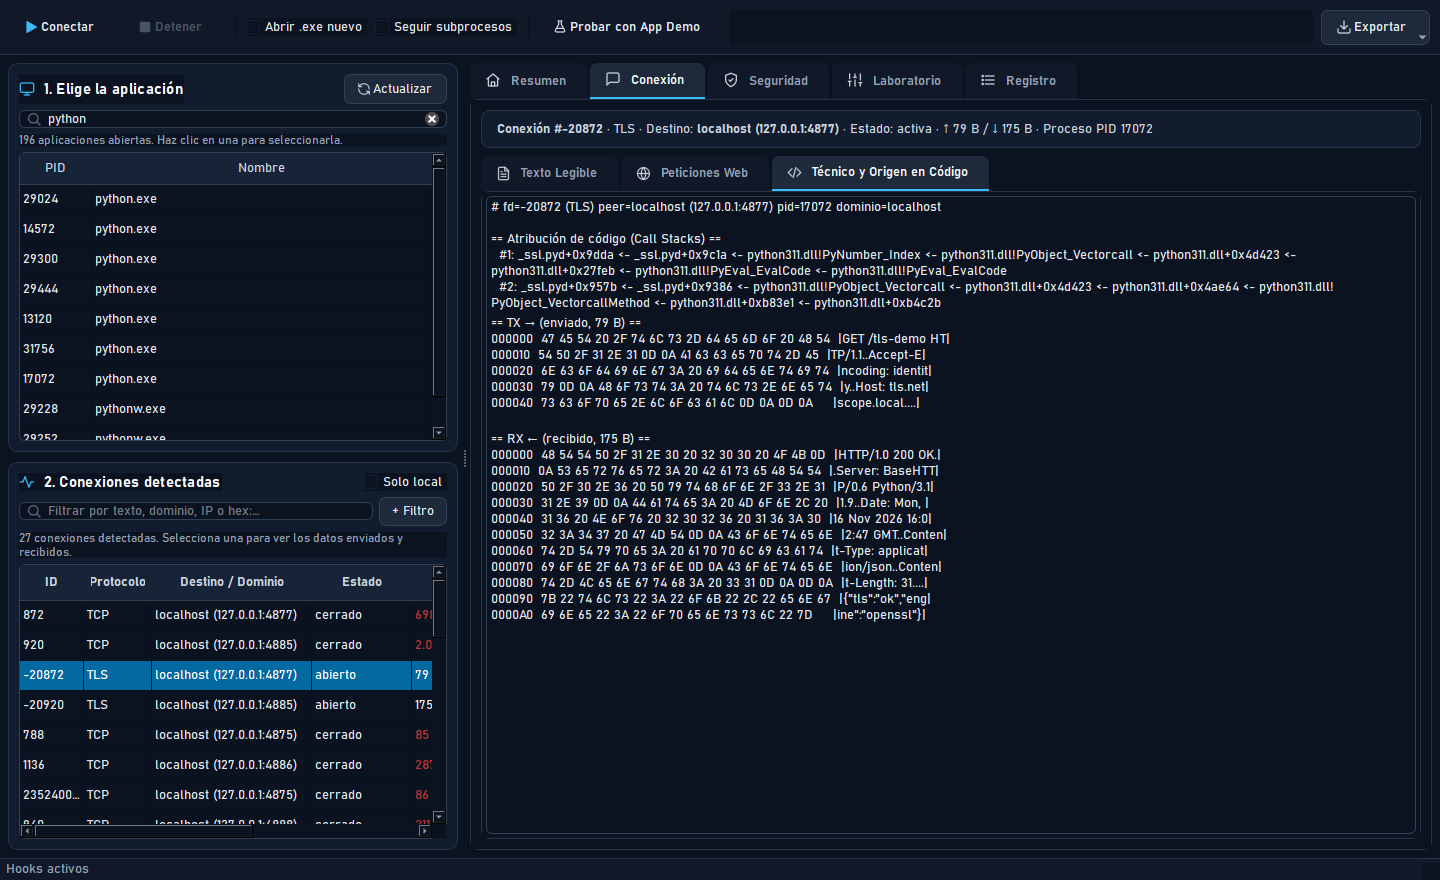 Conectar
Detener
Abrir .exe nuevo
Seguir subprocesos
Probar con App Demo
Exportar
1. Elige la aplicación
Actualizar
python
196 aplicaciones abiertas. Haz clic en una para seleccionarla.
PID Nombre
29024 python.exe
14572 python.exe
29300 python.exe
29444 python.exe
13120 python.exe
31756 python.exe
17072 python.exe
29228 pythonw.exe
29252 pythonw.exe
2. Conexiones detectadas
Solo local
Filtrar por texto, dominio, IP o hex:...
+ Filtro
27 conexiones detectadas. Selecciona una para ver los datos enviados y
recibidos.
ID Protocolo Destino / Dominio Estado
872 TCP localhost (127.0.0.1:4877) cerrado 698
920 TCP localhost (127.0.0.1:4885) cerrado 2.0
-20872 TLS localhost (127.0.0.1:4877) abierto 79
-20920 TLS localhost (127.0.0.1:4885) abierto 175
788 TCP localhost (127.0.0.1:4875) cerrado 85
1136 TCP localhost (127.0.0.1:4886) cerrado 287
2352400... TCP localhost (127.0.0.1:4875) cerrado 86
TCP localhost cerrado
Hooks activos
Resumen
Conexión
Seguridad
Laboratorio
Registro
Conexión #-20872 · TLS · Destino: localhost (127.0.0.1:4877) · Estado: activa · ↑ 79 B / ↓ 175 B · Proceso PID 17072
Texto Legible
Peticiones Web
Técnico y Origen en Código
# fd=-20872 (TLS) peer=localhost (127.0.0.1:4877) pid=17072 dominio=localhost
== Atribución de código (Call Stacks) ==
#1: _ssl.pyd+0x9dda <- _ssl.pyd+0x9c1a <- python311.dll!PyNumber_Index <- python311.dll!PyObject_Vectorcall <- python311.dll+0x4d423 <-
python311.dll+0x27feb <- python311.dll!PyEval_EvalCode <- python311.dll!PyEval_EvalCode
#2: _ssl.pyd+0x957b <- _ssl.pyd+0x9386 <- python311.dll!PyObject_Vectorcall <- python311.dll+0x4d423 <- python311.dll+0x4ae64 <- python311.dll!
PyObject_VectorcallMethod <- python311.dll+0xb83e1 <- python311.dll+0xb4c2b
== TX → (enviado, 79 B) ==
000000 47 45 54 20 2F 74 6C 73 2D 64 65 6D 6F 20 48 54 |GET /tls-demo HT|
000010 54 50 2F 31 2E 31 0D 0A 41 63 63 65 70 74 2D 45 |TP/1.1..Accept-E|
000020 6E 63 6F 64 69 6E 67 3A 20 69 64 65 6E 74 69 74 |ncoding: identit|
000030 79 0D 0A 48 6F 73 74 3A 20 74 6C 73 2E 6E 65 74 |y..Host: tls.net|
000040 73 63 6F 70 65 2E 6C 6F 63 61 6C 0D 0A 0D 0A |scope.local....|
== RX ← (recibido, 175 B) ==
000000 48 54 54 50 2F 31 2E 30 20 32 30 30 20 4F 4B 0D |HTTP/1.0 200 OK.|
000010 0A 53 65 72 76 65 72 3A 20 42 61 73 65 48 54 54 |.Server: BaseHTT|
000020 50 2F 30 2E 36 20 50 79 74 68 6F 6E 2F 33 2E 31 |P/0.6 Python/3.1|
000030 31 2E 39 0D 0A 44 61 74 65 3A 20 4D 6F 6E 2C 20 |1.9..Date: Mon, |
000040 31 36 20 4E 6F 76 20 32 30 32 36 20 31 36 3A 30 |16 Nov 2026 16:0|
000050 32 3A 34 37 20 47 4D 54 0D 0A 43 6F 6E 74 65 6E |2:47 GMT..Conten|
000060 74 2D 54 79 70 65 3A 20 61 70 70 6C 69 63 61 74 |t-Type: applicat|
000070 69 6F 6E 2F 6A 73 6F 6E 0D 0A 43 6F 6E 74 65 6E |ion/json..Conten|
000080 74 2D 4C 65 6E 67 74 68 3A 20 33 31 0D 0A 0D 0A |t-Length: 31....|
000090 7B 22 74 6C 73 22 3A 22 6F 6B 22 2C 22 65 6E 67 |{"tls":"ok","eng|
0000A0 69 6E 65 22 3A 22 6F 70 65 6E 73 73 6C 22 7D |ine":"openssl"}|